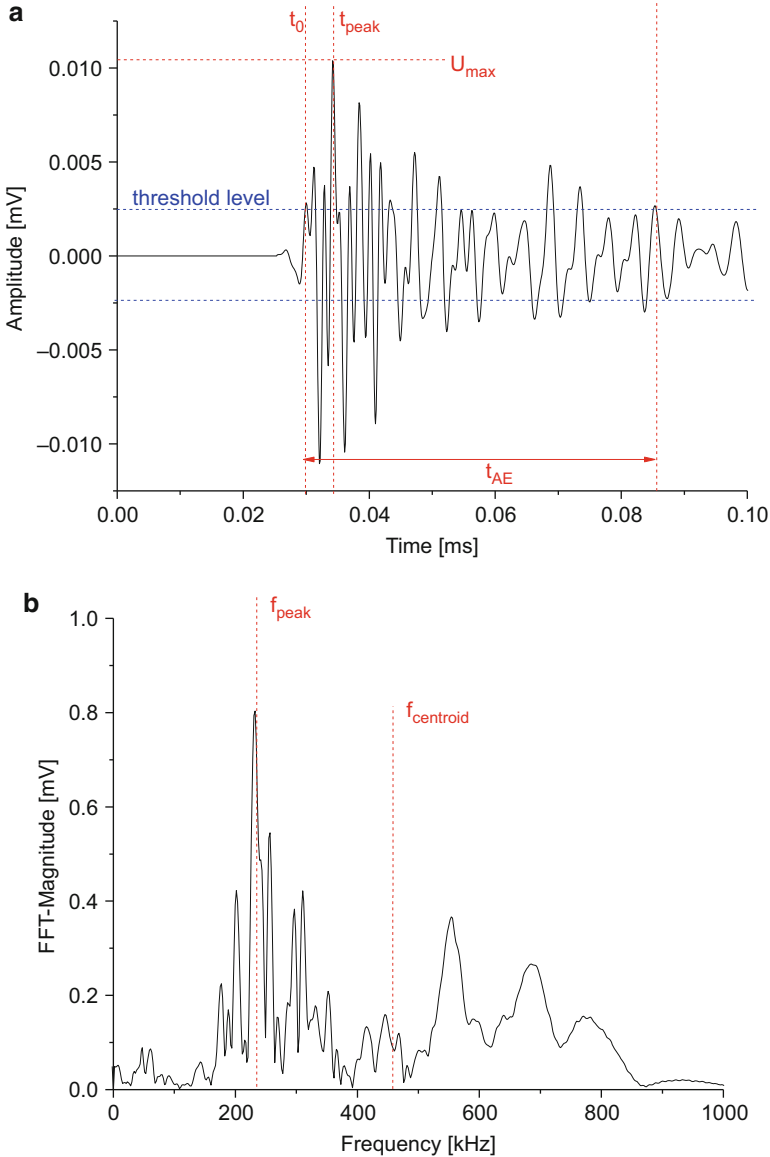 a
t0 tpeak
Umax
0.010
0.005
0.000
–0.005
–0.010
threshold level
tAE
Amplitude [mV]
0.00 0.02 0.04 0.06 0.08 0.10
Time [ms]
b
fpeak
fcentroid
1.0
0.8
0.6
0.4
0.2
0.0
FFT-Magnitude [mV]
0 200 400 600 800 1000
Frequency [kHz]